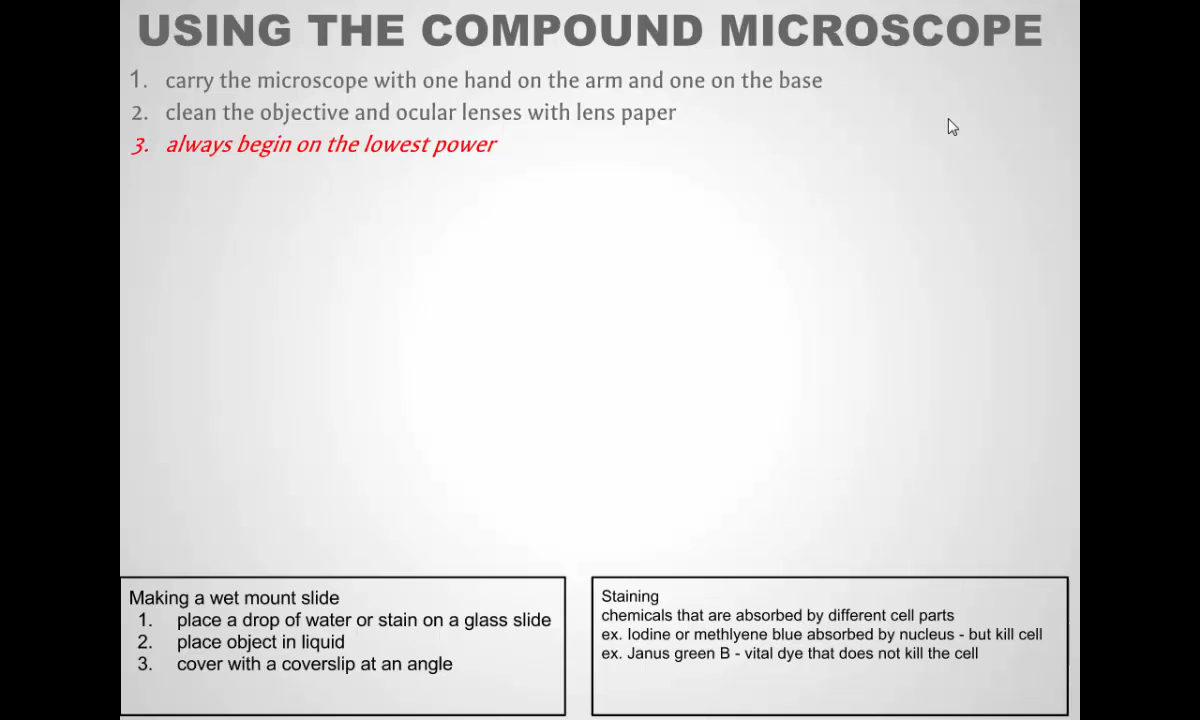 USING THE COMPOUND MICROSCOPE
1. carry the microscope with one hand on the arm and one on the base
2. clean the objective and ocular lenses with lens paper
3. always begin on the lowest power
Making a wet mount slide
1. place a drop of water or stain on a glass slide
2. place object in liquid
3. cover with a coverslip at an angle
Staining
chemicals that are absorbed by different cell parts
ex. Iodine or methlyene blue absorbed by nucleus - but kill cell
ex. Janus green B - vital dye that does not kill the cell